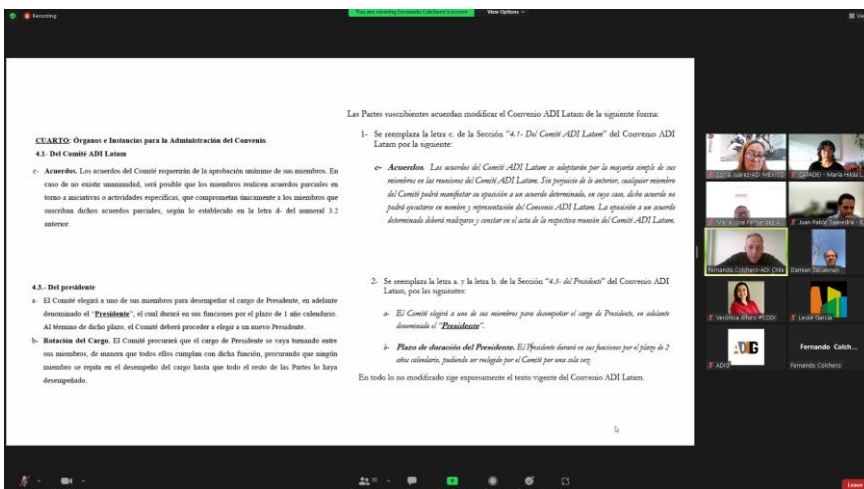 Recording
You are viewing Fernando Colchero's screen
View Options
CUARTO: Órganos e Instancias para la Administración del Convenio.
4.1- Del Comité ADI Latam
c- Acuerdos. Los acuerdos del Comité requerirán de la aprobación unánime de sus miembros. En
caso de no existir unanimidad, será posible que los miembros realicen acuerdos parciales en
torno a iniciativas o actividades específicas, que comprometan únicamente a los miembros que
suscriban dichos acuerdos parciales, según lo establecido en la letra d- del numeral 3.2
anterior.
4.3.- Del presidente
a- El Comité elegirá a uno de sus miembros para desempeñar el cargo de Presidente, en adelante
denominado el "Presidente", el cual durará en sus funciones por el plazo de 1 año calendario.
Al término de dicho plazo, el Comité deberá proceder a elegir a un nuevo Presidente.
b- Rotación del Cargo. El Comité procurará que el cargo de Presidente se vaya turnando entre
sus miembros, de manera que todos ellos cumplan con dicha función, procurando que ningún
miembro se repita en el desempeño del cargo hasta que todo el resto de las Partes lo haya
desempeñado.
Las Partes suscribientes acuerdan modificar el Convenio ADI Latam de la siguiente forma:
1- Se reemplaza la letra c. de la Sección "4.1- Del Comité ADI Latam" del Convenio ADI
Latam por la siguiente:
c- Acuerdos. Los acuerdos del Comité ADI Latam se adoptarán por la mayoría simple de sus
miembros en las reuniones del Comité ADI Latam. Sin perjuicio de lo anterior, cualquier miembro
del Comité podrá manifestar su oposición a un acuerdo determinado, en cuyo caso, dicho acuerdo no
podrá ejecutarse en nombre y representación del Convenio ADI Latam. La oposición a un acuerdo
determinado deberá realizarse y constar en el acta de la respectiva reunión del Comité ADI Latam.
2- Se reemplaza la letra a. y la letra b. de la Sección "4.3- del Presidente" del Convenio ADI
Latam, por las siguientes:
a- El Comité elegirá a uno de sus miembros para desempeñar el cargo de Presidente, en adelante
denominado el "Presidente".
b- Plazo de duración del Presidente. El Presidente durará en sus funciones por el plazo de 2
años calendario, pudiendo ser reelegido por el Comité por una sola vez.
En todo lo no modificado rige expresamente el texto vigente del Convenio ADI Latam.
ADI MEXICO
CAPADEI - María Hilda L
María José Fernández
Juan Pablo Saavedra
Fernando Colchero-ADI Chile
Damian Tabakman
Verónica Alfaro
Leslie García
ADIG
ADIG
Fernando Colch...
Fernando Colchero
Leave